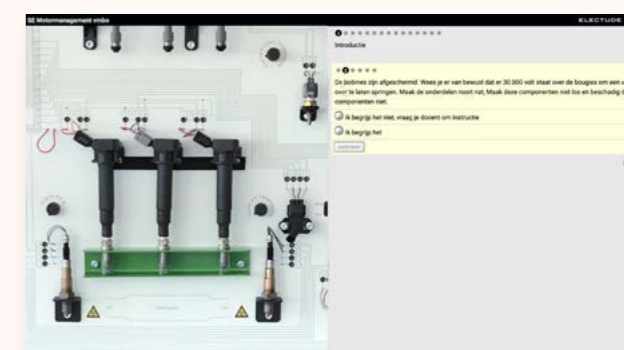 SE Motormanagement vmbo
ELECTUDE
Introductie
De bobines zijn afgeschermd. Wees je er van bewust dat er 30.000 volt staat over de bougies om een v
over te laten springen. Maak de onderdelen nooit nat, Maak deze componenten niet los en beschadig d
componenten niet.
Ik begrijp het niet, vraag je docent om instructie
Ik begrijp het